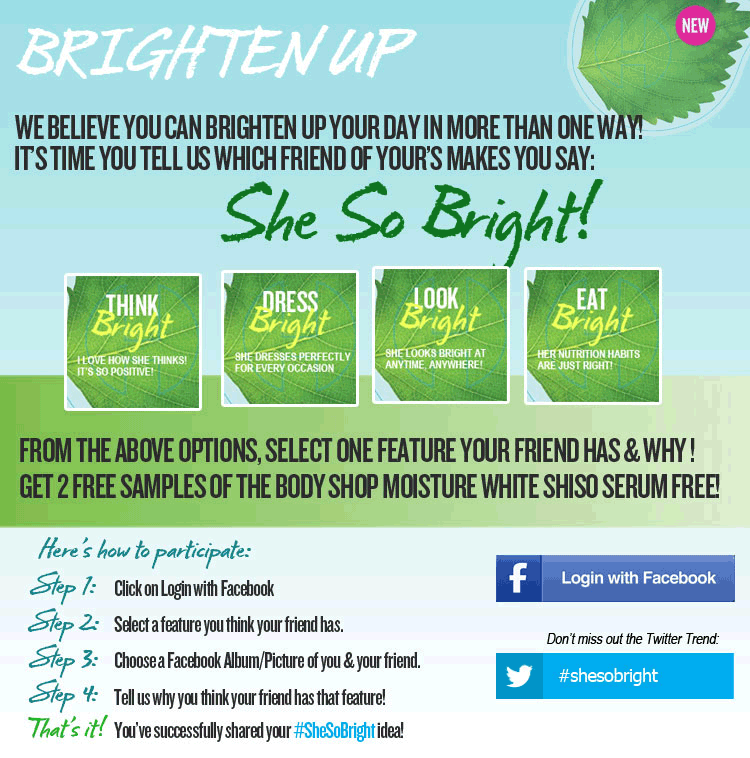 BRIGHTEN UP
NEW
WE BELIEVE YOU CAN BRIGHTEN UP YOUR DAY IN MORE THAN ONE WAY!
IT'S TIME YOU TELL US WHICH FRIEND OF YOUR'S MAKES YOU SAY:
She So Bright!
THINK
Bright
I LOVE HOW SHE THINKS!
IT'S SO POSITIVE!
DRESS
Bright
SHE DRESSES PERFECTLY
FOR EVERY OCCASION
LOOK
Bright
SHE LOOKS BRIGHT AT
ANYTIME, ANYWHERE!
EAT
Bright
HER NUTRITION HABITS
ARE JUST RIGHT!
FROM THE ABOVE OPTIONS, SELECT ONE FEATURE YOUR FRIEND HAS & WHY !
GET 2 FREE SAMPLES OF THE BODY SHOP MOISTURE WHITE SHISO SERUM FREE!
Here's how to participate:
Step 1: Click on Login with Facebook
Step 2: Select a feature you think your friend has.
Step 3: Choose a Facebook Album/Picture of you & your friend.
Step 4: Tell us why you think your friend has that feature!
That's it! You've successfully shared your #SheSoBright idea!
f Login with Facebook
Don't miss out the Twitter Trend:
#shesobright